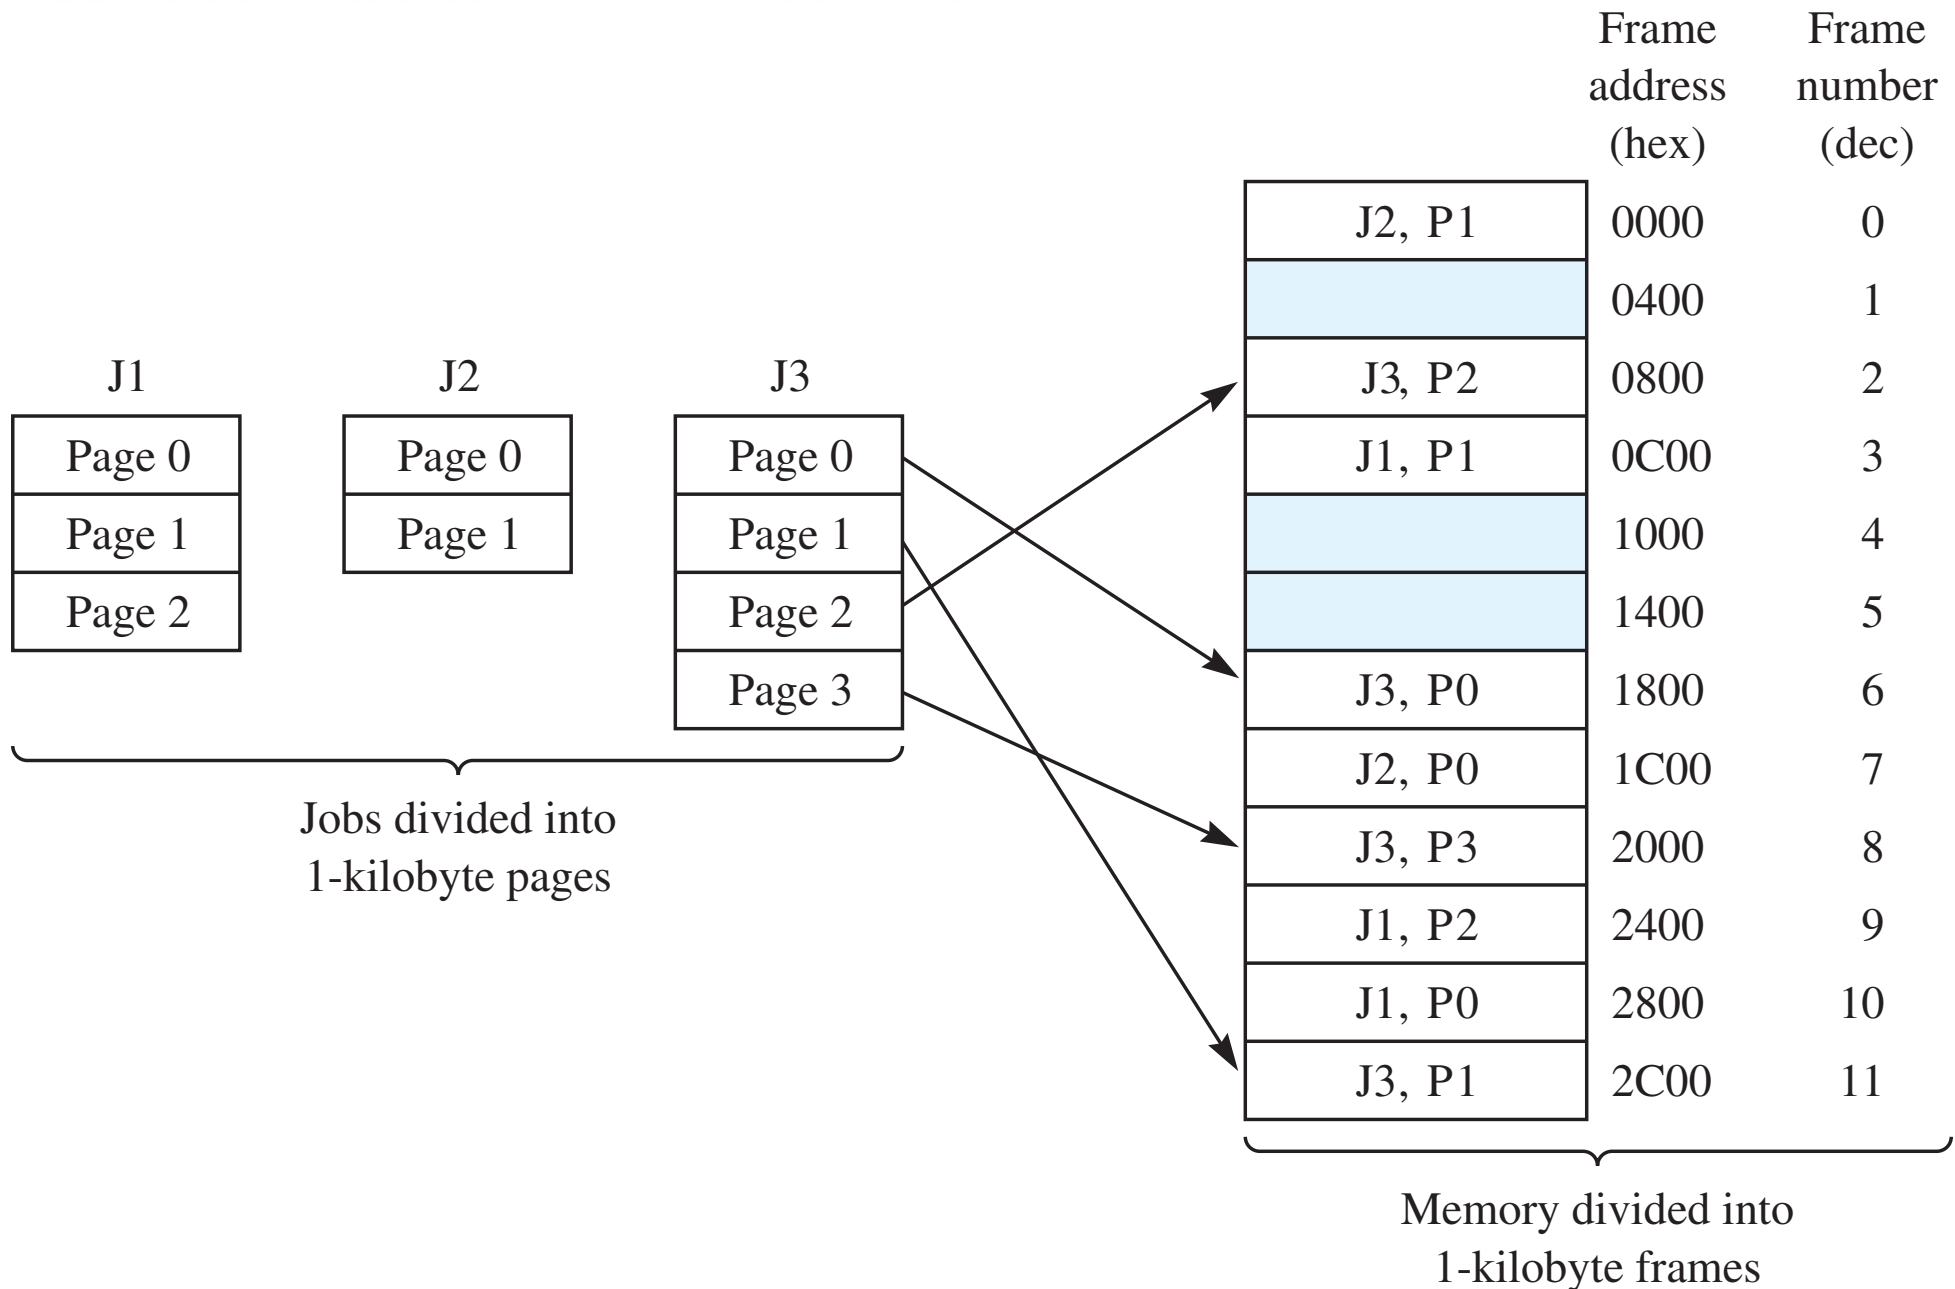 Frame address (hex)
Frame number (dec)
J2, P1 0000 0
0400 1
J3, P2 0800 2
J1, P1 0C00 3
1000 4
1400 5
J3, P0 1800 6
J2, P0 1C00 7
J3, P3 2000 8
J1, P2 2400 9
J1, P0 2800 10
J3, P1 2C00 11
J1
Page 0
Page 1
Page 2
J2
Page 0
Page 1
J3
Page 0
Page 1
Page 2
Page 3
Jobs divided into
1-kilobyte pages
Memory divided into
1-kilobyte frames